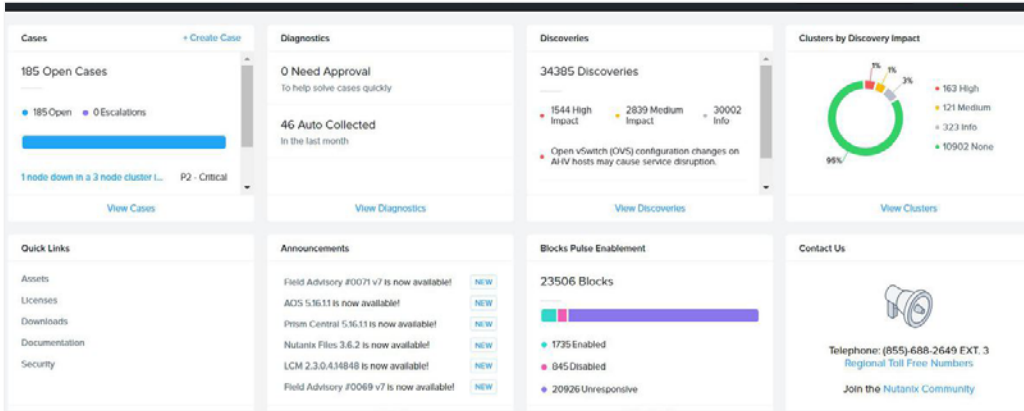 Cases
+ Create Case
185 Open Cases
185 Open
0 Escalations
1 node down in a 3 node cluster i...
P2 - Critical
View Cases
Diagnostics
0 Need Approval
To help solve cases quickly
46 Auto Collected
In the last month
View Diagnostics
Discoveries
34385 Discoveries
1544 High
Impact
2839 Medium
Impact
30002
Info
Open vSwitch (OVS) configuration changes on
AHV hosts may cause service disruption.
View Discoveries
Clusters by Discovery Impact
1%
1%
3%
95%
163 High
121 Medium
323 Info
10902 None
View Clusters
Quick Links
Assets
Licenses
Downloads
Documentation
Security
Announcements
Field Advisory #0071 v7 is now available!
NEW
AOS 5.16.1.1 is now available!
NEW
Prism Central 5.16.1.1 is now available!
NEW
Nutanix Files 3.6.2 is now available!
NEW
LCM 2.3.0.4.14848 is now available!
NEW
Field Advisory #0069 v7 is now available!
NEW
Blocks Pulse Enablement
23506 Blocks
1735 Enabled
845 Disabled
20926 Unresponsive
Contact Us
Telephone: (855)-688-2649 EXT. 3
Regional Toll Free Numbers
Join the Nutanix Community